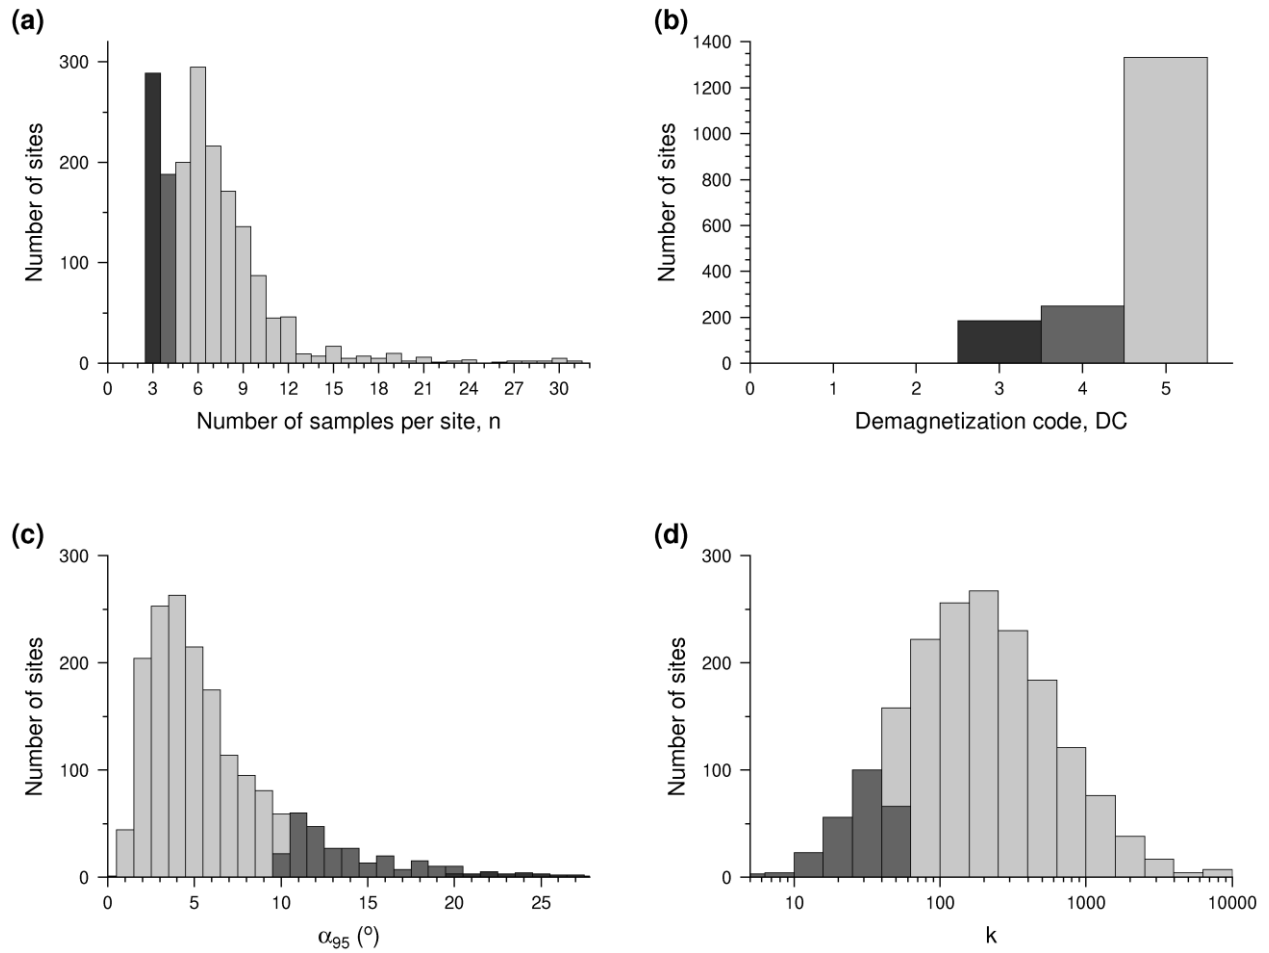 (a)
Number of sites
300
200
100
0
0 3 6 9 12 15 18 21 24 27 30
Number of samples per site, n
(b)
Number of sites
1400
1200
1000
800
600
400
200
0
0 1 2 3 4 5
Demagnetization code, DC
(c)
Number of sites
300
200
100
0
0 5 10 15 20 25
α95 (º)
(d)
Number of sites
300
200
100
0
10 100 1000 10000
k